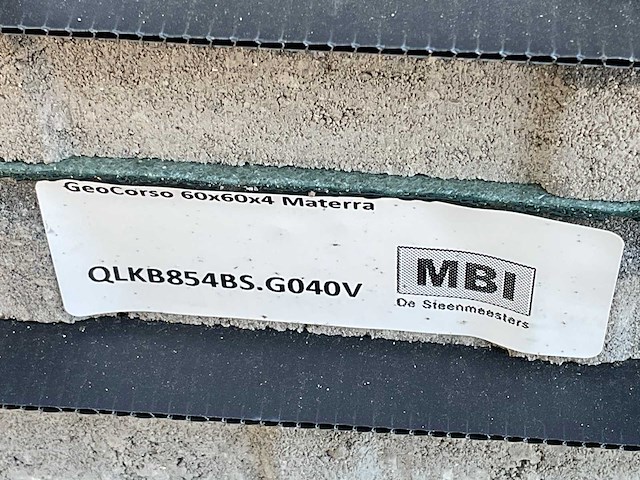 GeoCorso 60x60x4 Materra
QLKB854BS.G040V
MBI
De Steenmeesters